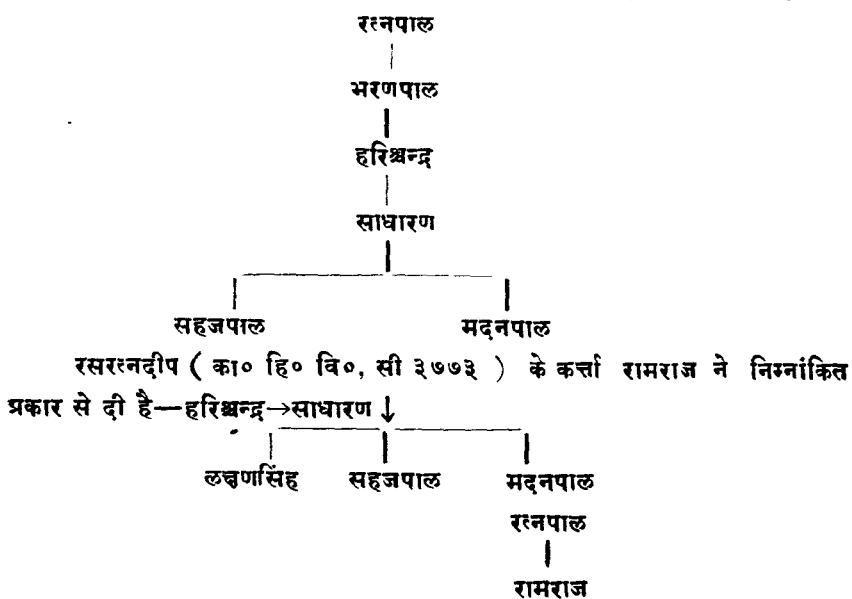 रत्नपाल
भरणपाल
हरिश्चन्द्र
साधारण
सहजपाल मदनपाल
रसरत्नदीप ( का० हि० वि०, सी ३७७३ ) के कर्त्ता रामराज ने निम्नांकित
प्रकार से दी है—हरिश्चन्द्र→साधारण ↓
लक्ष्मणसिंह सहजपाल मदनपाल
रत्नपाल
रामराज